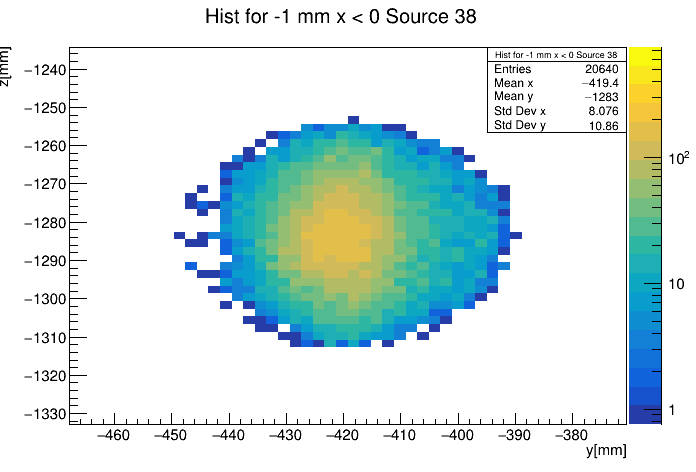 Hist for -1 mm x < 0 Source 38
z[mm]
Hist for -1 mm x < 0 Source 38
Entries 20640
Mean x −419.4
Mean y −1283
Std Dev x 8.076
Std Dev y 10.86
−1240
−1250
−1260
−1270
−1280
−1290
−1300
−1310
−1320
−1330
10²
10
1
−460 −450 −440 −430 −420 −410 −400 −390 −380
y[mm]